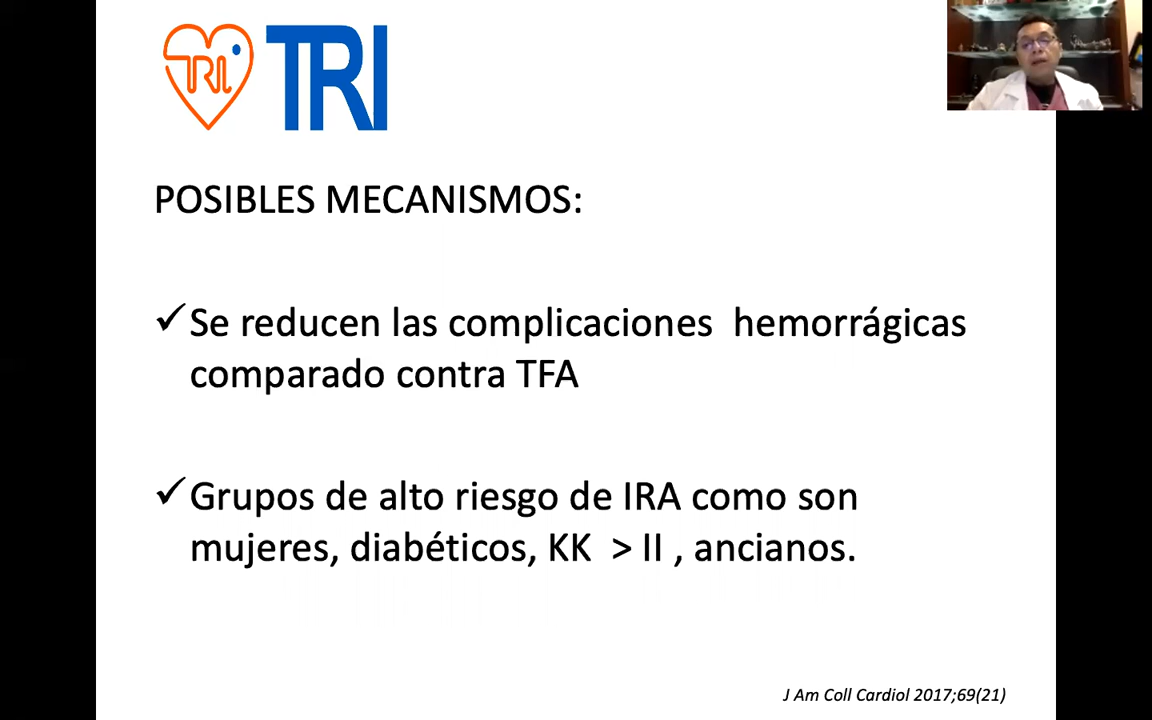 TRI
TRI
POSIBLES MECANISMOS:
✓Se reducen las complicaciones hemorrágicas
comparado contra TFA
✓Grupos de alto riesgo de IRA como son
mujeres, diabéticos, KK > II , ancianos.
J Am Coll Cardiol 2017;69(21)